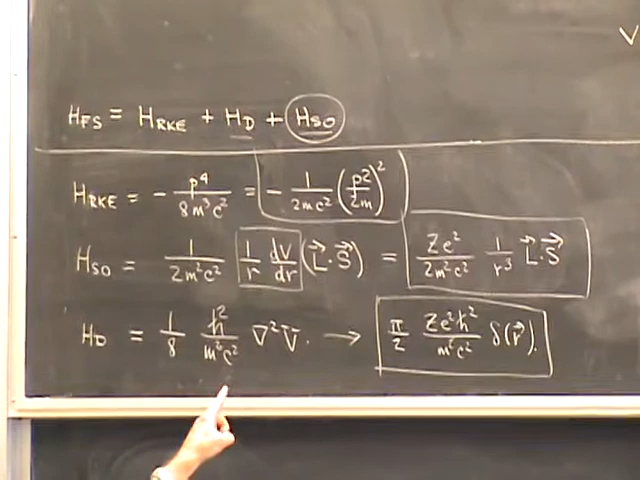 V
H_FS = H_RKE + H_D + H_SO
H_RKE = - p⁴/8m³c² = - 1/2mc² (p²/2m)²
H_SO = 1/2m²c² 1/r dV/dr (L⃗·S⃗) = Ze²/2m²c² 1/r³ L⃗·S⃗
H_D = 1/8 ħ²/m²c² ∇²V. → π/2 Ze²ħ²/m²c² δ(r⃗).